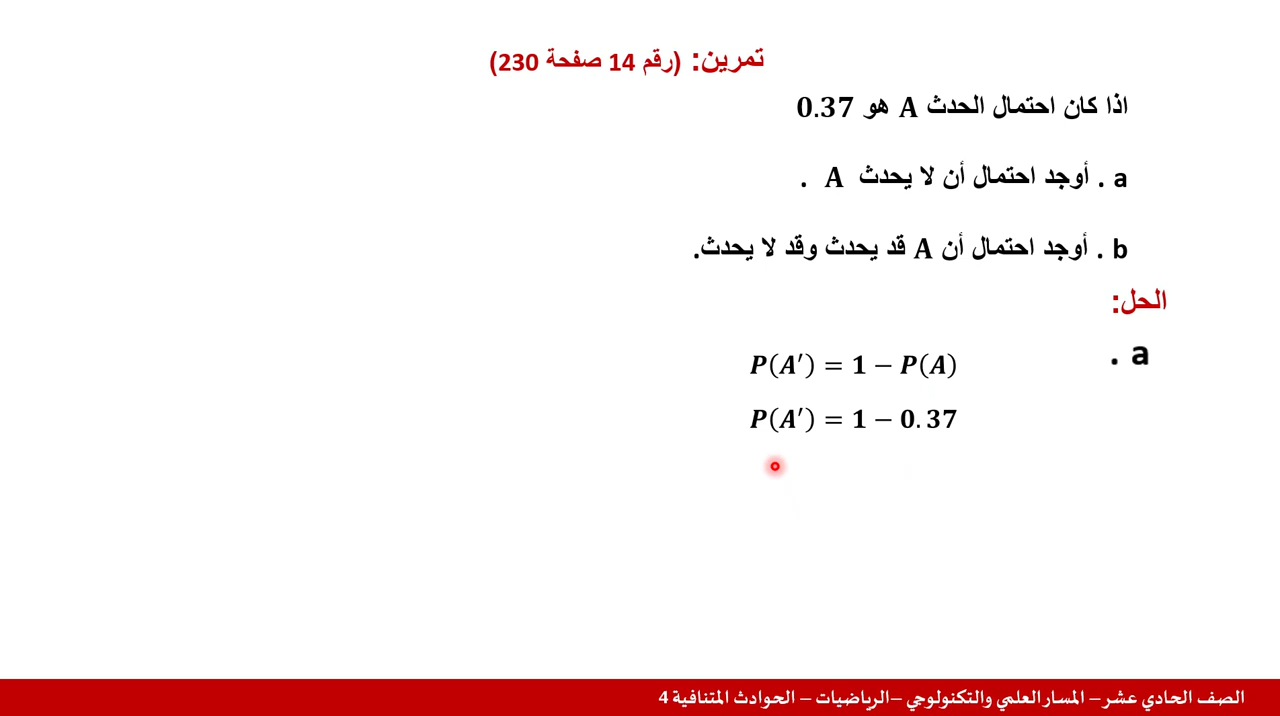 تمرين: (رقم 14 صفحة 230)
اذا كان احتمال الحدث A هو 0.37
a . أوجد احتمال أن لا يحدث A .
b . أوجد احتمال أن A قد يحدث وقد لا يحدث.
الحل:
a .
P(A′) = 1 − P(A)
P(A′) = 1 − 0.37
الصف الحادي عشر – المسار العلمي والتكنولوجي –الرياضيات – الحوادث المتنافية 4